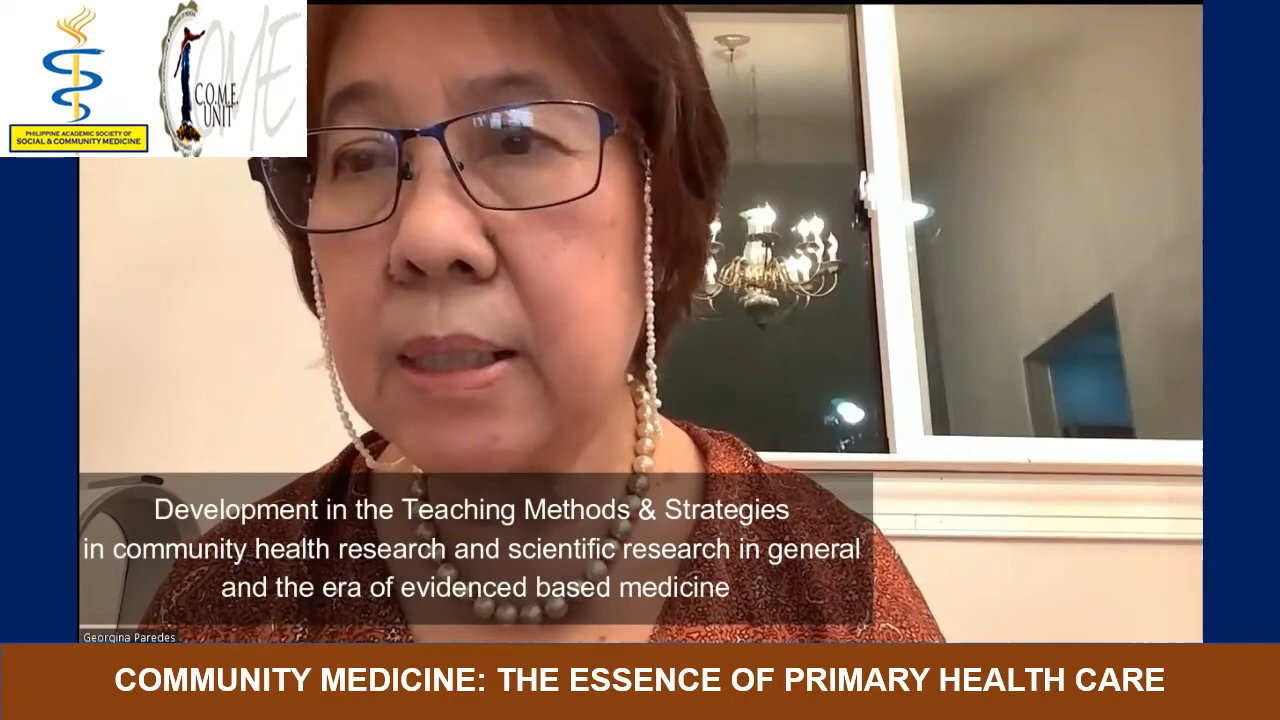 PHILIPPINE ACADEMIC SOCIETY OF
SOCIAL & COMMUNITY MEDICINE
COME
C.O.M.E.
UNIT
Development in the Teaching Methods & Strategies
in community health research and scientific research in general
and the era of evidenced based medicine
Georgina Paredes
COMMUNITY MEDICINE: THE ESSENCE OF PRIMARY HEALTH CARE